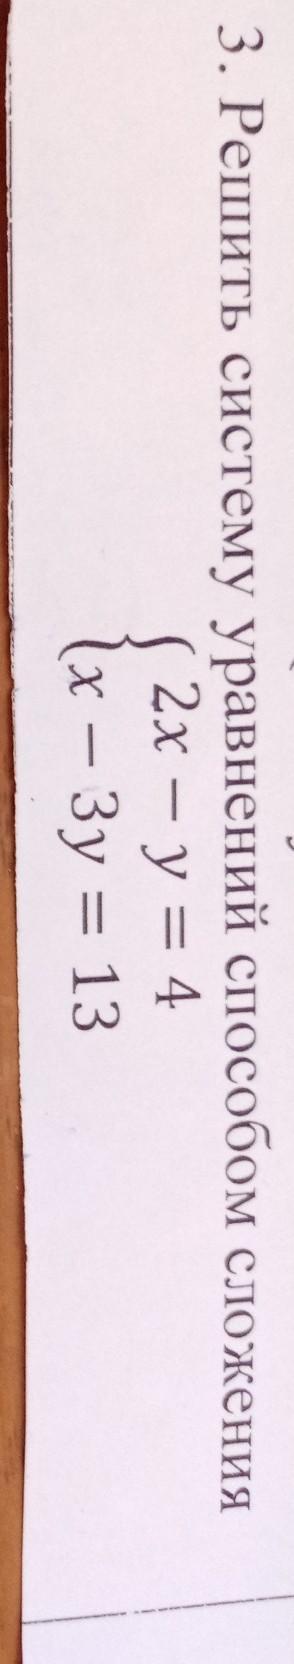 3. Решить систему уравнений способом сложения
{2x − y = 4
x − 3y = 13